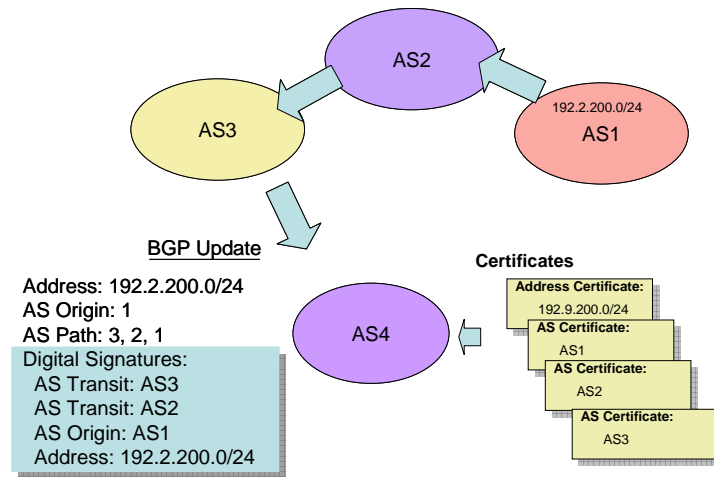 AS2
192.2.200.0/24
AS1
AS3
BGP Update
Address: 192.2.200.0/24
AS Origin: 1
AS Path: 3, 2, 1
Digital Signatures:
AS Transit: AS3
AS Transit: AS2
AS Origin: AS1
Address: 192.2.200.0/24
AS4
Certificates
Address Certificate:
192.9.200.0/24
AS Certificate:
AS1
AS Certificate:
AS2
AS Certificate:
AS3